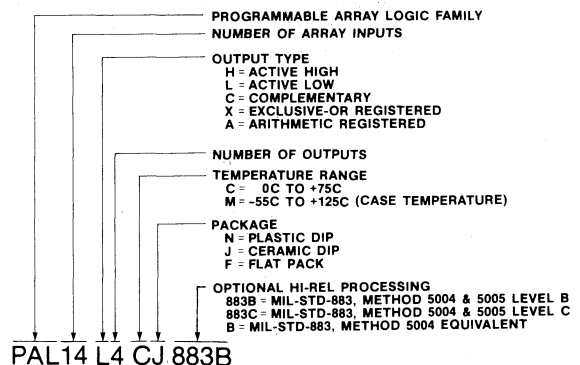 PROGRAMMABLE ARRAY LOGIC FAMILY
NUMBER OF ARRAY INPUTS
OUTPUT TYPE
H = ACTIVE HIGH
L = ACTIVE LOW
C = COMPLEMENTARY
X = EXCLUSIVE-OR REGISTERED
A = ARITHMETIC REGISTERED
NUMBER OF OUTPUTS
TEMPERATURE RANGE
C = 0C TO +75C
M = -55C TO +125C (CASE TEMPERATURE)
PACKAGE
N = PLASTIC DIP
J = CERAMIC DIP
F = FLAT PACK
OPTIONAL HI-REL PROCESSING
883B = MIL-STD-883, METHOD 5004 & 5005 LEVEL B
883C = MIL-STD-883, METHOD 5004 & 5005 LEVEL C
B = MIL-STD-883, METHOD 5004 EQUIVALENT
PAL14 L4 CJ 883B